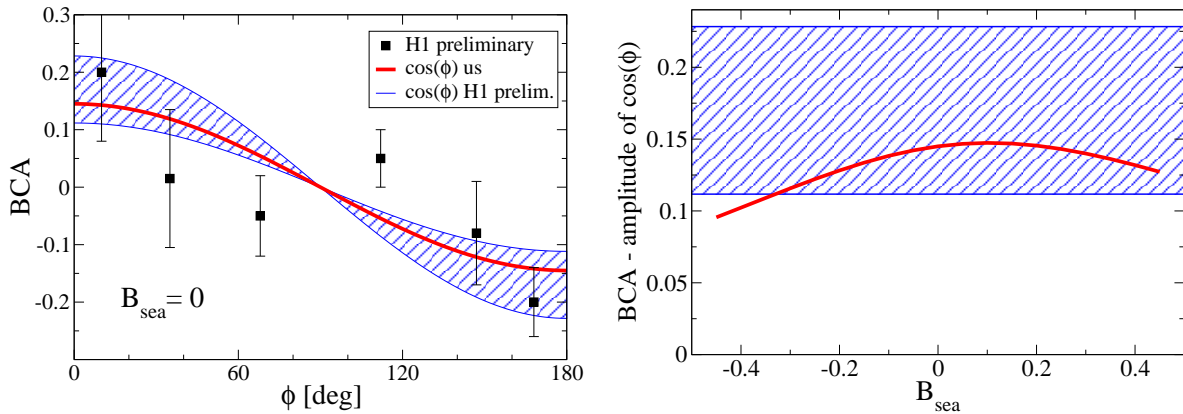 0.3
0.2
0.1
0
-0.1
-0.2
BCA
H1 preliminary
cos(ϕ) us
cos(ϕ) H1 prelim.
B_sea = 0
0 60 120 180
ϕ [deg]
BCA - amplitude of cos(ϕ)
0.2
0.15
0.1
0.05
0
-0.4 -0.2 0 0.2 0.4
B_sea